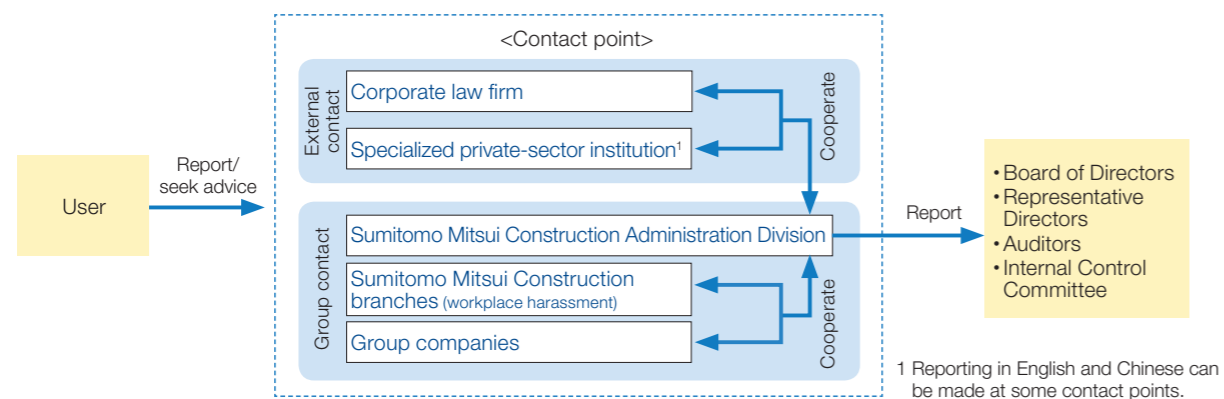 <Contact point>
External
contact
Corporate law firm
Specialized private-sector institution1
Cooperate
User
Report/
seek advice
Group contact
Sumitomo Mitsui Construction Administration Division
Sumitomo Mitsui Construction
branches (workplace harassment)
Group companies
Cooperate
Report
•Board of Directors
•Representative
Directors
•Auditors
•Internal Control
Committee
1 Reporting in English and Chinese can
be made at some contact points.